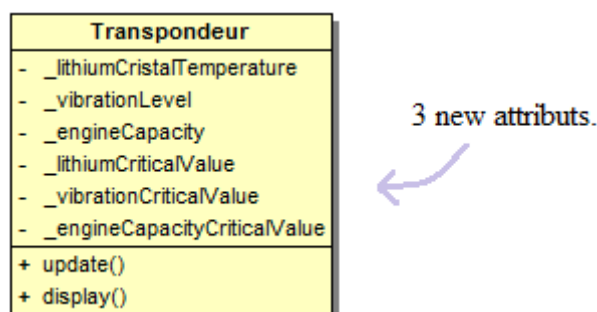 Transpondeur
- _lithiumCristalTemperature
- _vibrationLevel
- _engineCapacity
- _lithiumCriticalValue
- _vibrationCriticalValue
- _engineCapacityCriticalValue
+ update()
+ display()
3 new attributs.